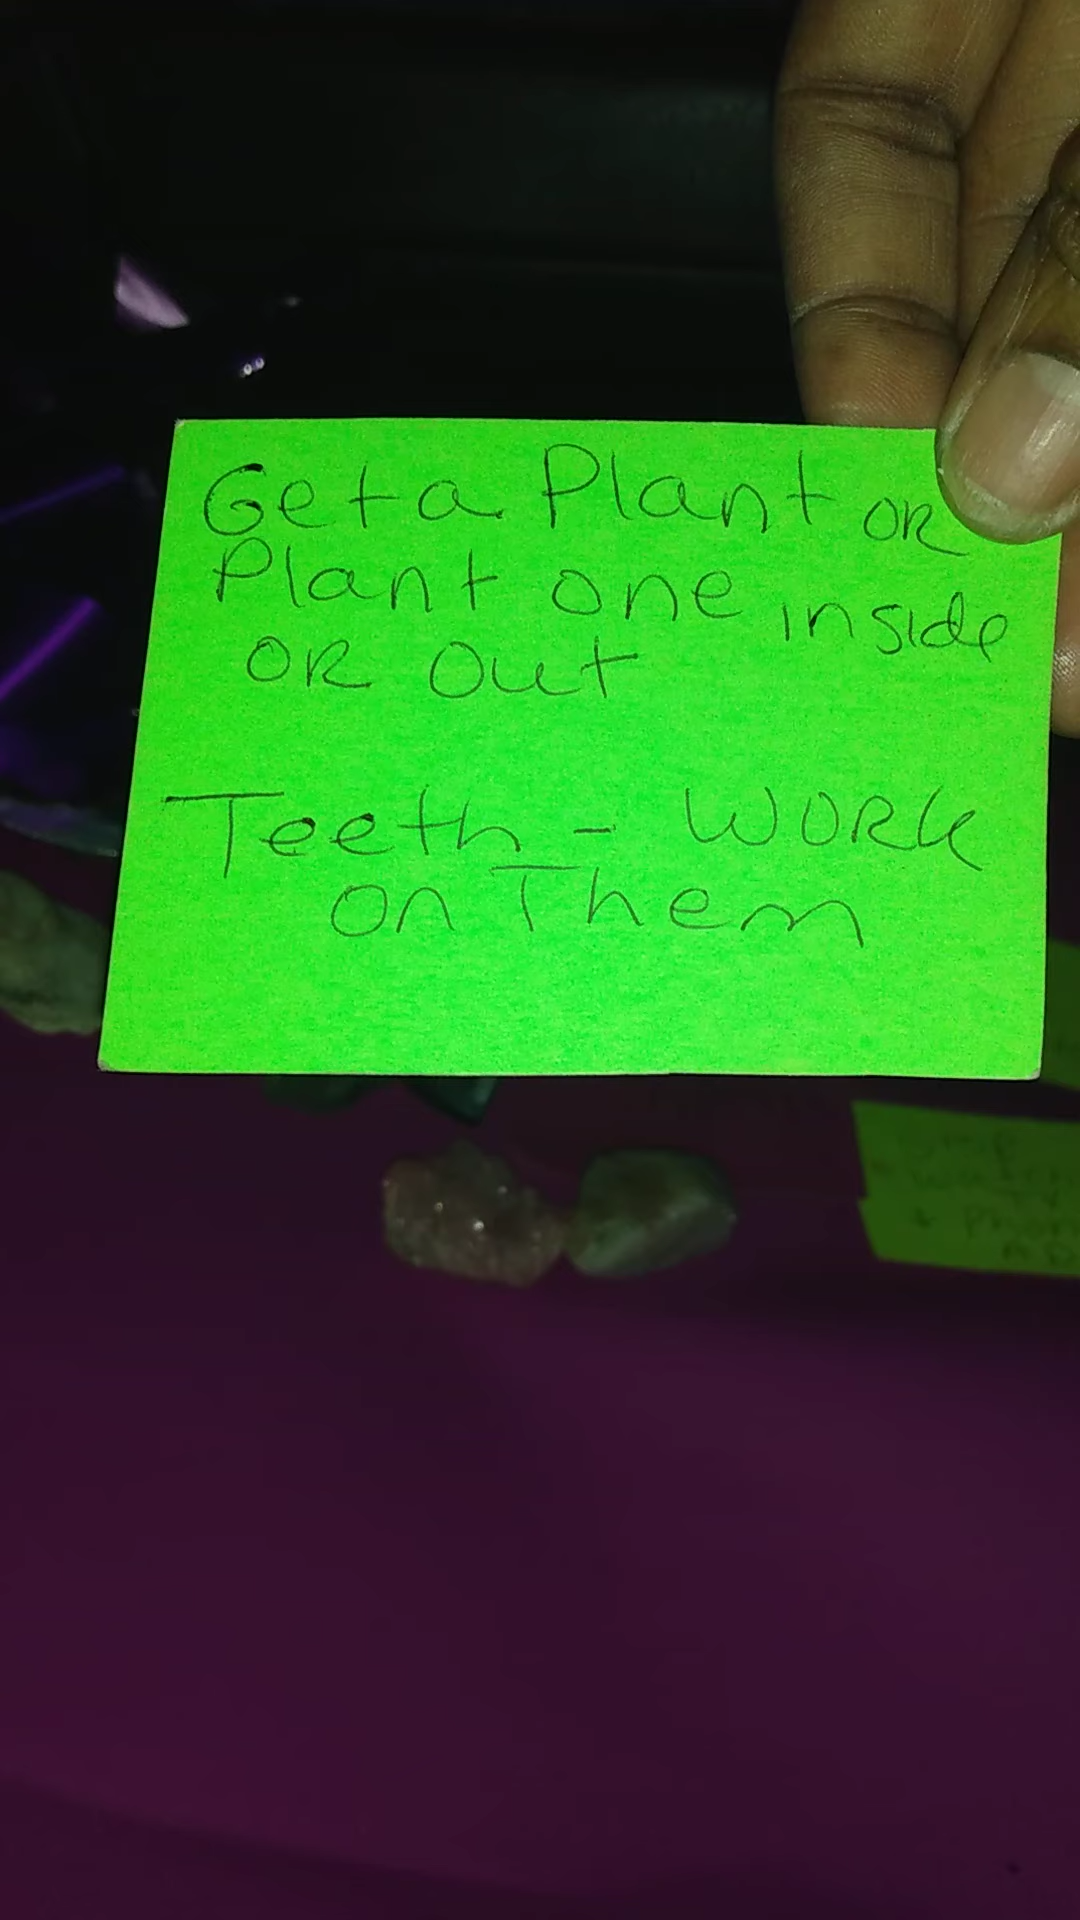 Get a Plant OR
Plant one inside
OR Out
Teeth - WORK
on Them